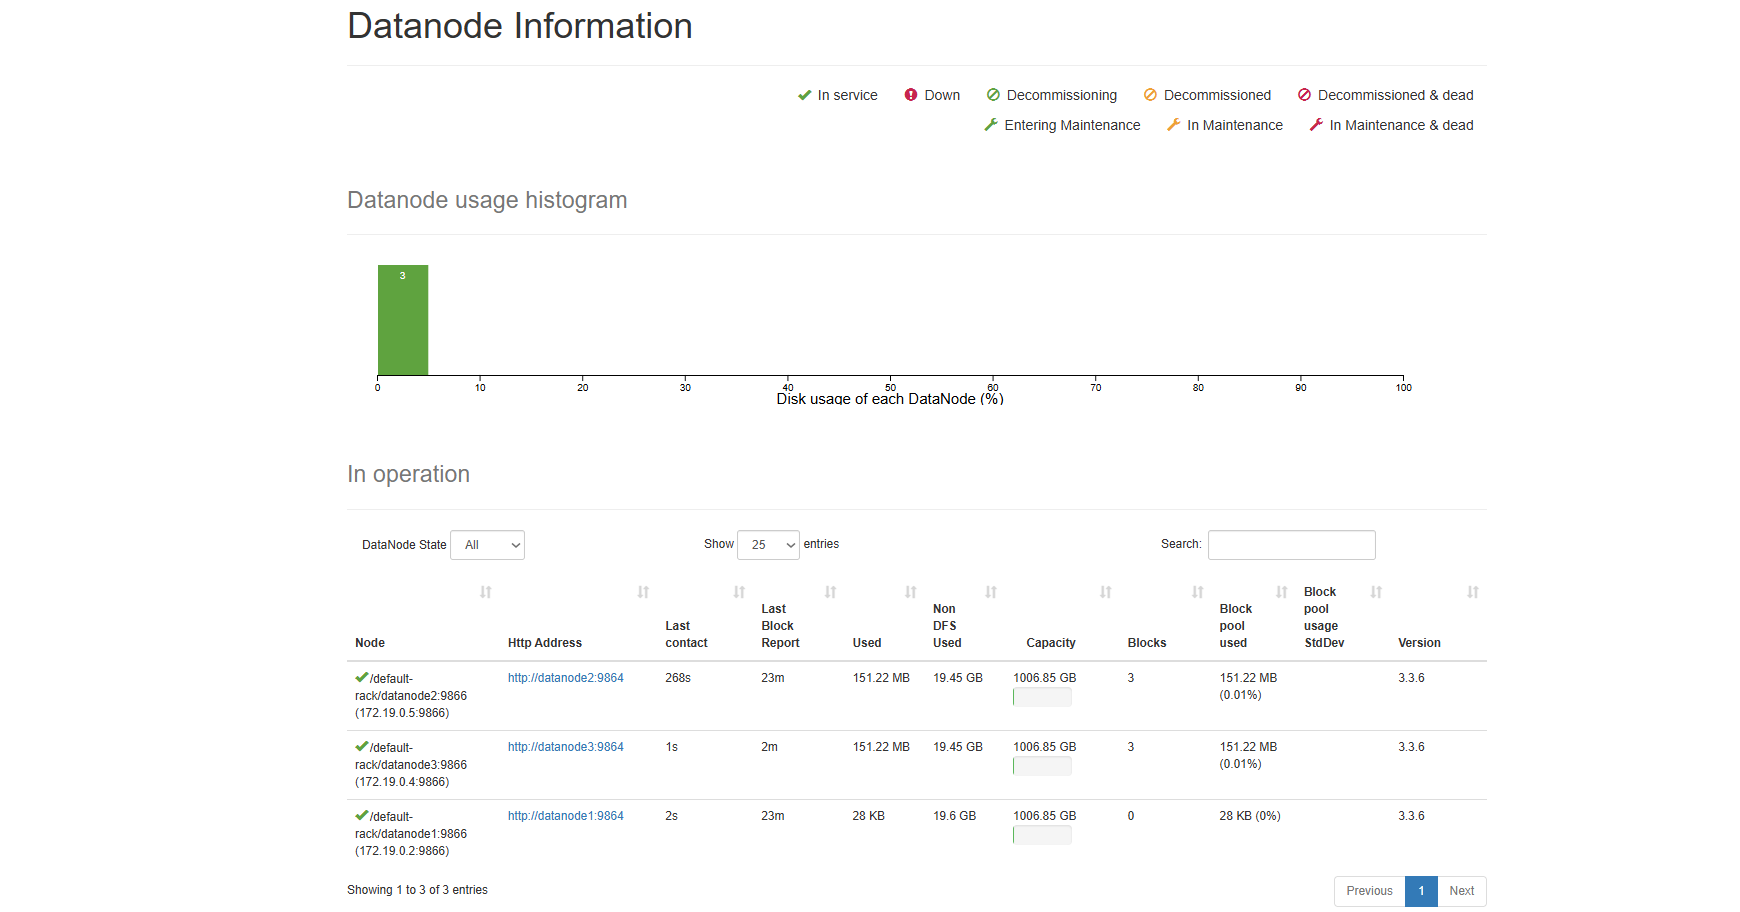 Datanode Information
In service Down Decommissioning Decommissioned Decommissioned & dead
Entering Maintenance In Maintenance In Maintenance & dead
Datanode usage histogram
3
0 10 20 30 40 50 60 70 80 90 100
Disk usage of each DataNode (%)
In operation
DataNode State All Show 25 entries Search:
Node Http Address Last contact Last Block Report Used Non DFS Used Capacity Blocks Block pool used Block pool usage StdDev Version
/default- http://datanode2:9864 268s 23m 151.22 MB 19.45 GB 1006.85 GB 3 151.22 MB 3.3.6
rack/datanode2:9866 (0.01%)
(172.19.0.5:9866)
/default- http://datanode3:9864 1s 2m 151.22 MB 19.45 GB 1006.85 GB 3 151.22 MB 3.3.6
rack/datanode3:9866 (0.01%)
(172.19.0.4:9866)
/default- http://datanode1:9864 2s 23m 28 KB 19.6 GB 1006.85 GB 0 28 KB (0%) 3.3.6
rack/datanode1:9866
(172.19.0.2:9866)
Showing 1 to 3 of 3 entries Previous 1 Next